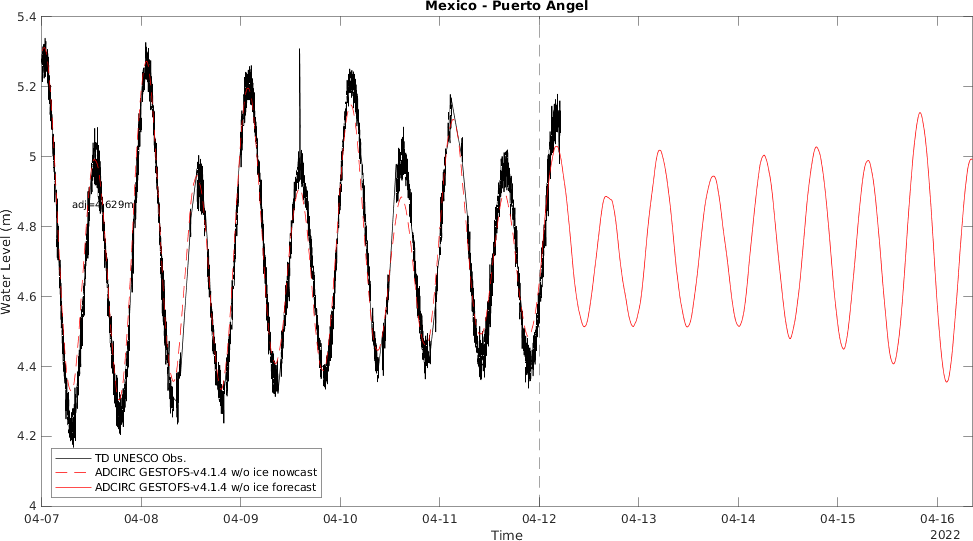 Mexico - Puerto Angel
5.4
5.2
5
4.8
4.6
4.4
4.2
4
Water Level (m)
adj=4.629m
TD UNESCO Obs.
ADCIRC GESTOFS-v4.1.4 w/o ice nowcast
ADCIRC GESTOFS-v4.1.4 w/o ice forecast
04-07 04-08 04-09 04-10 04-11 04-12 04-13 04-14 04-15 04-16
Time
2022